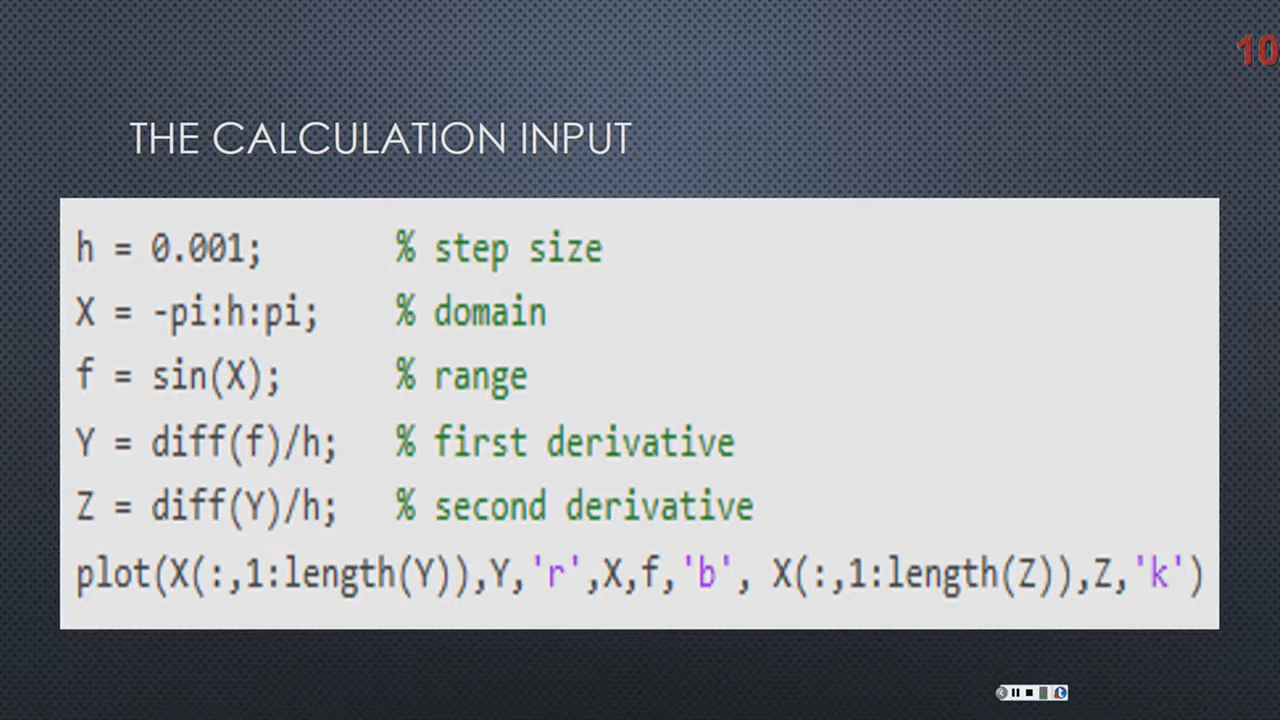 10
THE CALCULATION INPUT
h = 0.001; % step size
X = -pi:h:pi; % domain
f = sin(X); % range
Y = diff(f)/h; % first derivative
Z = diff(Y)/h; % second derivative
plot(X(:,1:length(Y)),Y,'r',X,f,'b', X(:,1:length(Z)),Z,'k')